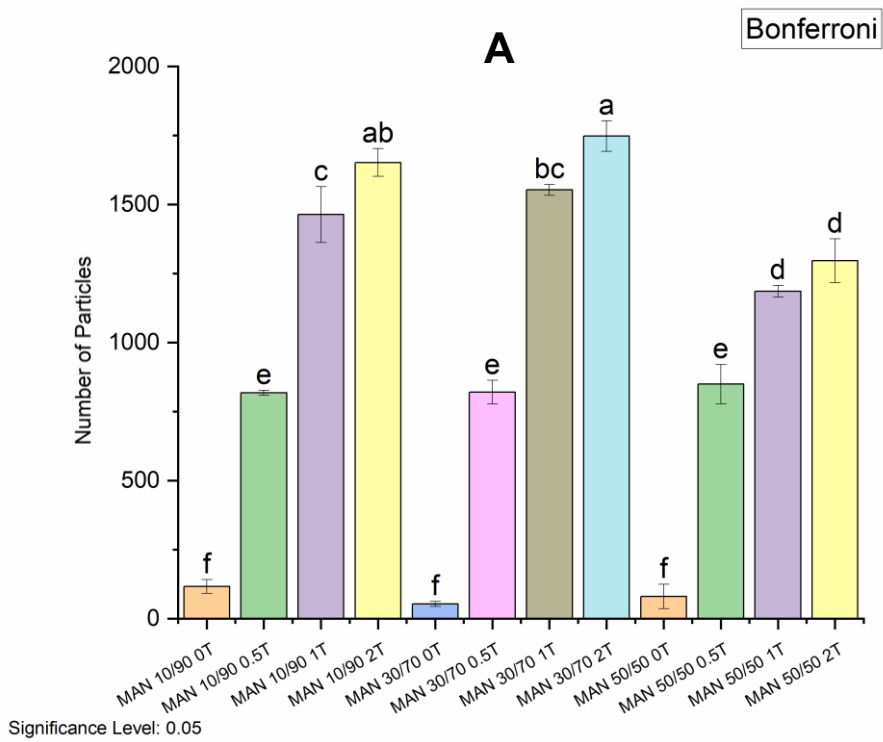 A
Bonferroni
2000
1500
1000
500
0
Number of Particles
f
e
c
ab
f
e
bc
a
f
e
d
d
MAN 10/90 0T
MAN 10/90 0.5T
MAN 10/90 1T
MAN 10/90 2T
MAN 30/70 0T
MAN 30/70 0.5T
MAN 30/70 1T
MAN 30/70 2T
MAN 50/50 0T
MAN 50/50 0.5T
MAN 50/50 1T
MAN 50/50 2T
Significance Level: 0.05